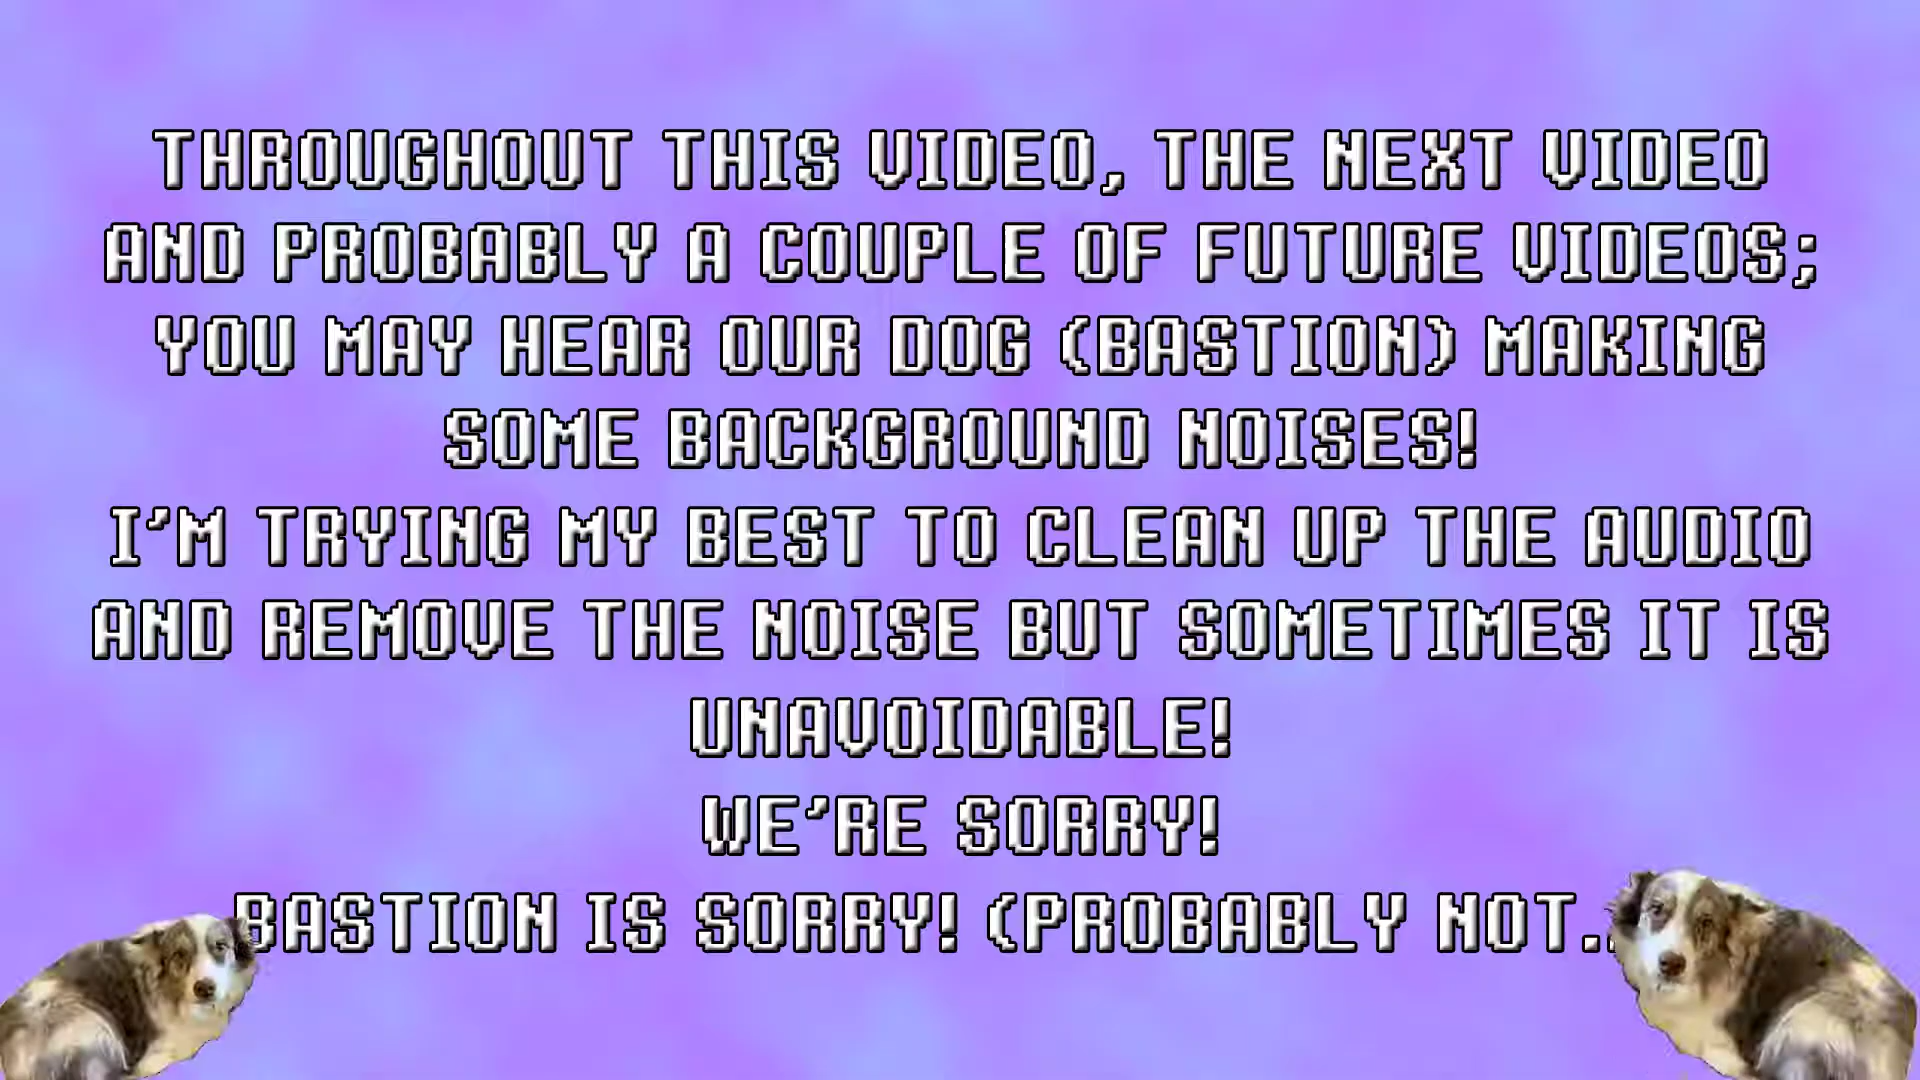 THROUGHOUT THIS VIDEO, THE NEXT VIDEO
AND PROBABLY A COUPLE OF FUTURE VIDEOS;
YOU MAY HEAR OUR DOG (BASTION) MAKING
SOME BACKGROUND NOISES!
I'M TRYING MY BEST TO CLEAN UP THE AUDIO
AND REMOVE THE NOISE BUT SOMETIMES IT IS
UNAVOIDABLE!
WE'RE SORRY!
BASTION IS SORRY! (PROBABLY NOT..